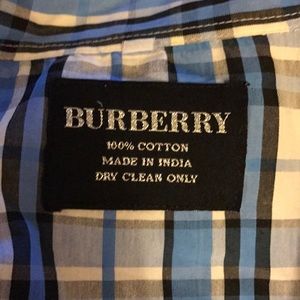 BURBERRY
100% COTTON
MADE IN INDIA
DRY CLEAN ONLY